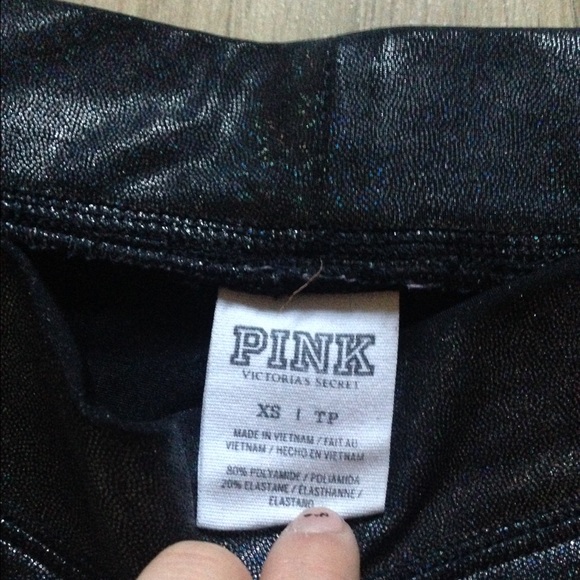 PINK
VICTORIA'S SECRET
XS | TP
MADE IN VIETNAM / FAIT AU
VIETNAM / HECHO EN VIETNAM
80% POLYAMIDE / POLIAMIDA
20% ELASTANE / ÉLASTHANNE /
ELASTANO